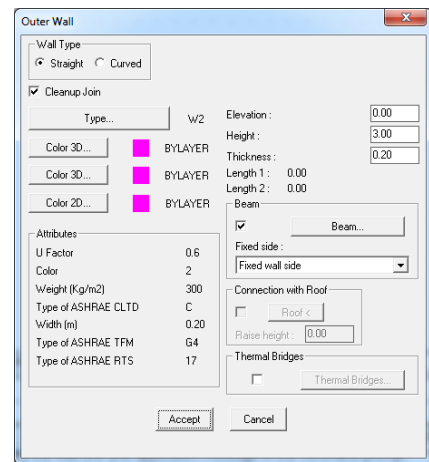 Outer Wall
Wall Type
Straight Curved
Cleanup Join
Type... W2
Color 3D... BYLAYER
Color 3D... BYLAYER
Color 2D... BYLAYER
Attributes
U Factor 0.6
Color 2
Weight (Kg/m2) 300
Type of ASHRAE CLTD C
Width (m) 0.20
Type of ASHRAE TFM G4
Type of ASHRAE RTS 17
Elevation : 0.00
Height : 3.00
Thickness : 0.20
Length 1 : 0.00
Length 2 : 0.00
Beam
Beam...
Fixed side :
Fixed wall side
Connection with Roof
Roof <
Raise height : 0.00
Thermal Bridges
Thermal Bridges...
Accept Cancel